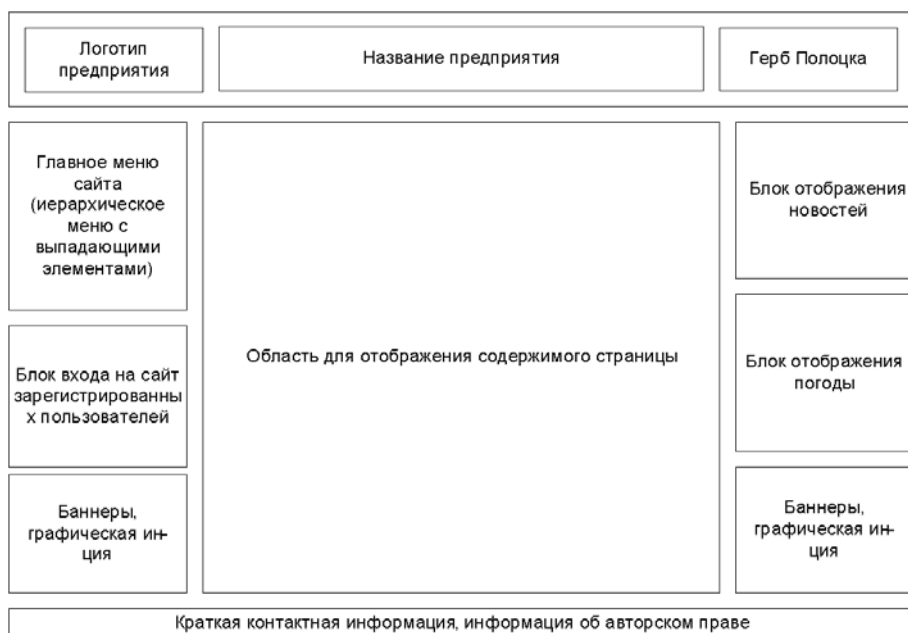 Логотип
предприятия
Название предприятия
Герб Полоцка
Главное меню
сайта
(иерархическое
меню с
выпадающими
элементами)
Блок входа на сайт
зарегистрированны
х пользователей
Баннеры,
графическая ин-
ция
Область для отображения содержимого страницы
Блок отображения
новостей
Блок отображения
погоды
Баннеры,
графическая ин-
ция
Краткая контактная информация, информация об авторском праве